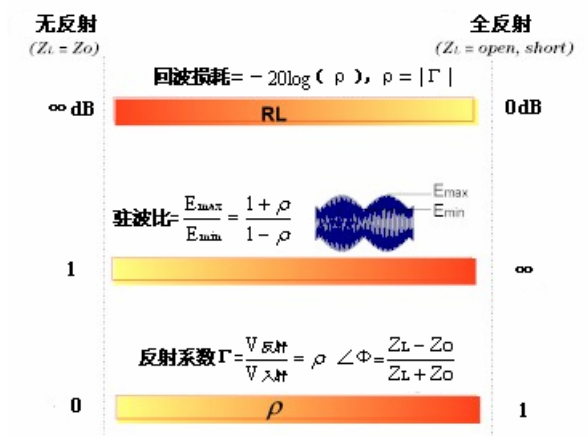 无反射
(ZL = ZO)
全反射
(ZL = open, short)
回波损耗=－20log( ρ ), ρ=|Γ|
∞ dB
RL
0dB
驻波比=Emax/Emin=1＋ρ/1－ρ
Emax
Emin
1
∞
反射系数Γ=V反射/V入射=ρ∠Φ=ZL－ZO/ZL＋ZO
0
ρ
1